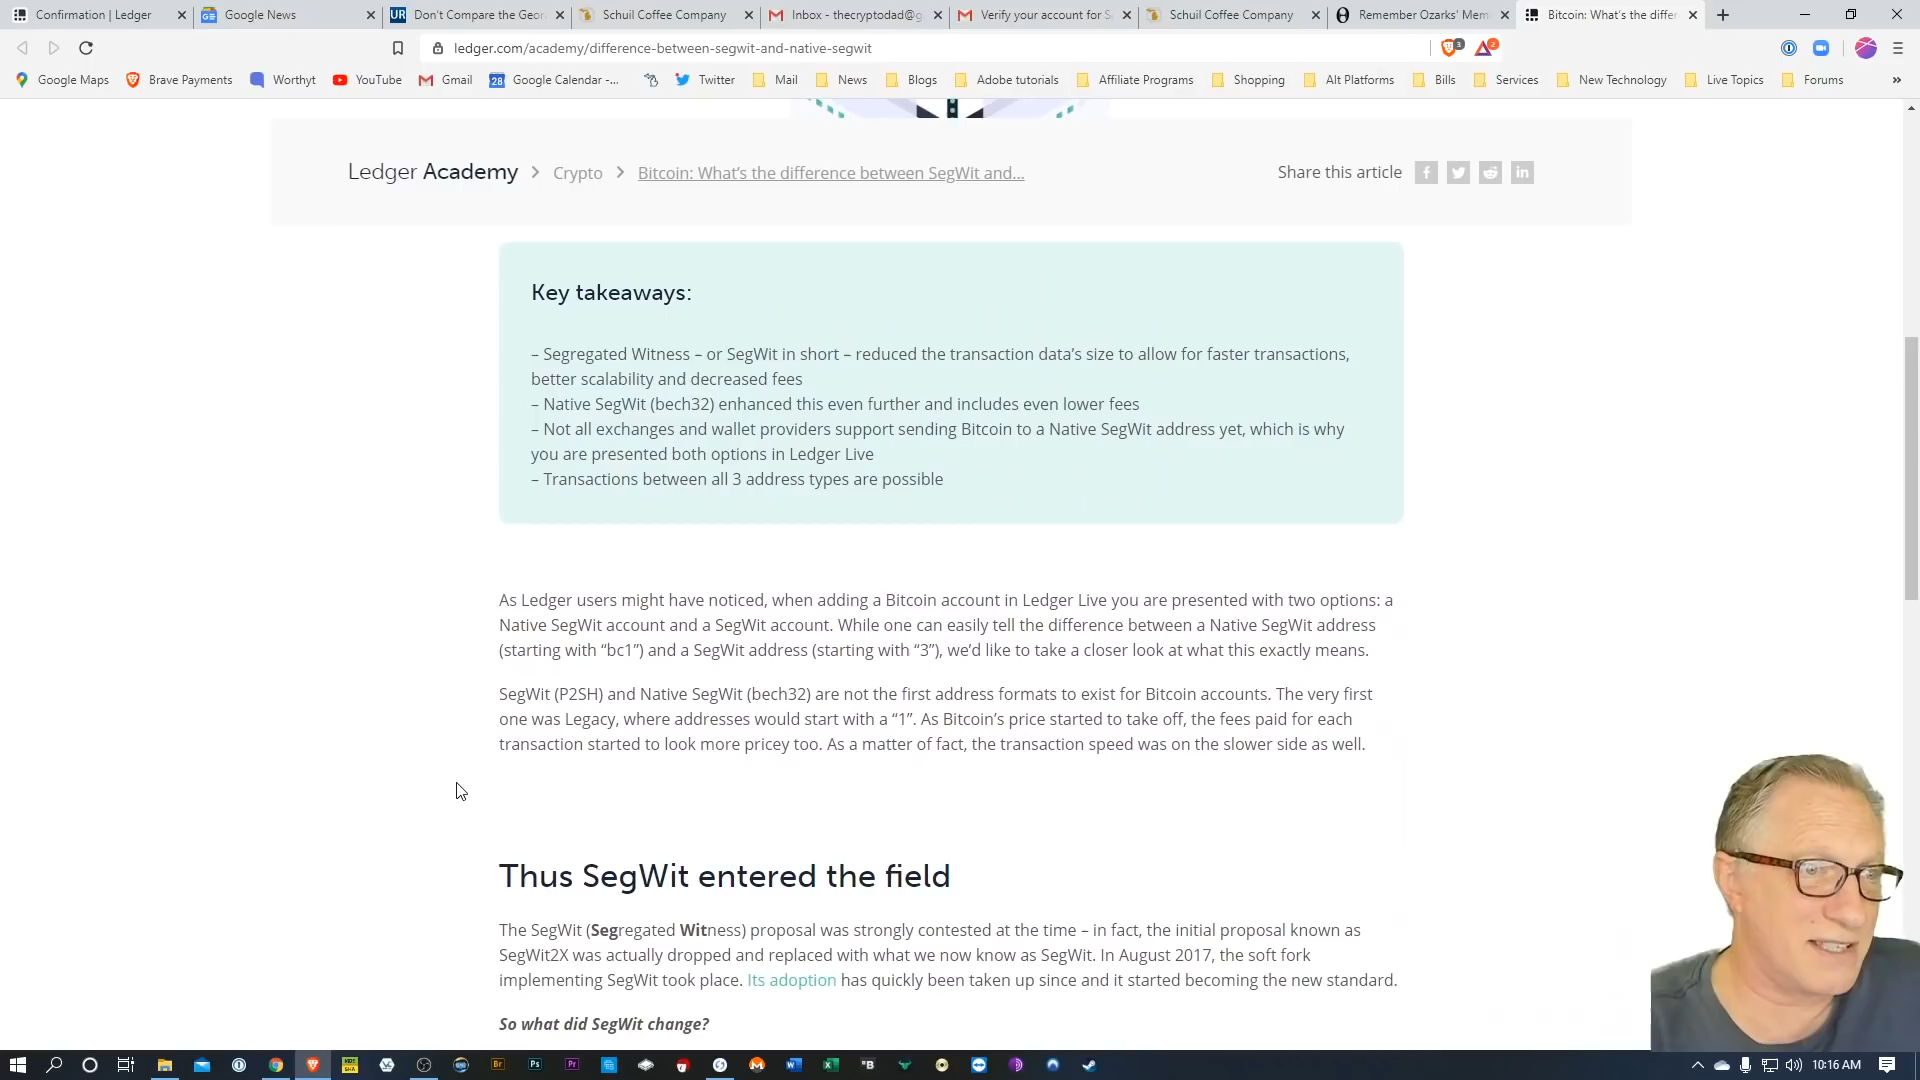 Confirmation | Ledger
Google News
Don't Compare the Geor
Schuil Coffee Company
Inbox - thecryptodad@g
Verify your account for S
Schuil Coffee Company
Remember Ozarks' Mem
Bitcoin: What's the differ
ledger.com/academy/difference-between-segwit-and-native-segwit
3
2
Google Maps
Brave Payments
Worthyt
YouTube
Gmail
28
Google Calendar -...
Twitter
Mail
News
Blogs
Adobe tutorials
Affiliate Programs
Shopping
Alt Platforms
Bills
Services
New Technology
Live Topics
Forums
»
Ledger Academy > Crypto > Bitcoin: What's the difference between SegWit and...
Share this article
Key takeaways:
– Segregated Witness – or SegWit in short – reduced the transaction data's size to allow for faster transactions,
better scalability and decreased fees
– Native SegWit (bech32) enhanced this even further and includes even lower fees
– Not all exchanges and wallet providers support sending Bitcoin to a Native SegWit address yet, which is why
you are presented both options in Ledger Live
– Transactions between all 3 address types are possible
As Ledger users might have noticed, when adding a Bitcoin account in Ledger Live you are presented with two options: a
Native SegWit account and a SegWit account. While one can easily tell the difference between a Native SegWit address
(starting with “bc1”) and a SegWit address (starting with “3”), we'd like to take a closer look at what this exactly means.
SegWit (P2SH) and Native SegWit (bech32) are not the first address formats to exist for Bitcoin accounts. The very first
one was Legacy, where addresses would start with a “1”. As Bitcoin's price started to take off, the fees paid for each
transaction started to look more pricey too. As a matter of fact, the transaction speed was on the slower side as well.
Thus SegWit entered the field
The SegWit (Segregated Witness) proposal was strongly contested at the time – in fact, the initial proposal known as
SegWit2X was actually dropped and replaced with what we now know as SegWit. In August 2017, the soft fork
implementing SegWit took place. Its adoption has quickly been taken up since and it started becoming the new standard.
So what did SegWit change?
10:16 AM